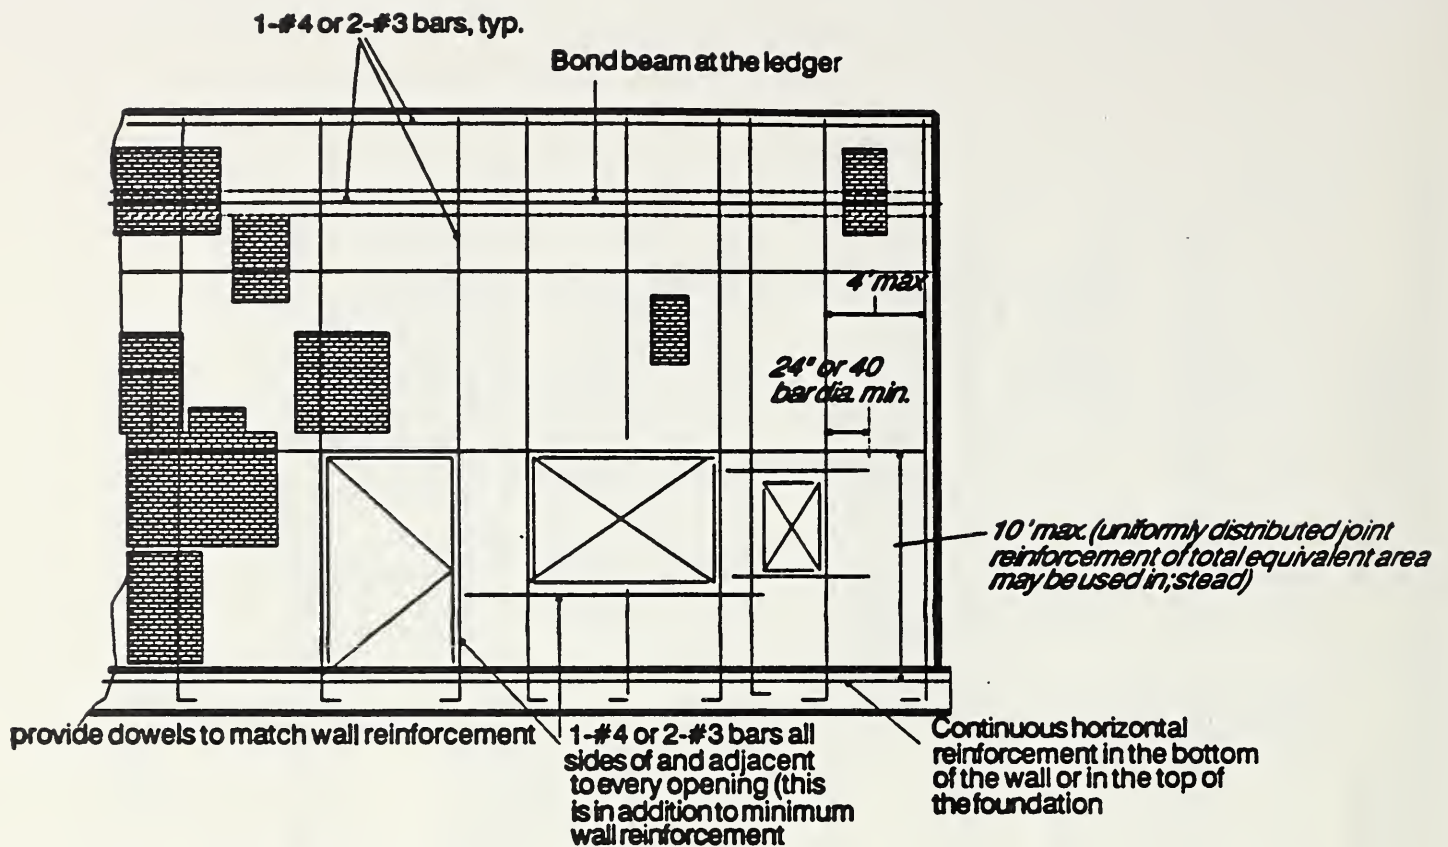 1-#4 or 2-#3 bars, typ.
Bond beam at the ledger
4' max
24" or 40
bar dia. min.
10' max. (uniformly distributed joint
reinforcement of total equivalent area
may be used in;stead)
provide dowels to match wall reinforcement
1-#4 or 2-#3 bars all
sides of and adjacent
to every opening (this
is in addition to minimum
wall reinforcement
Continuous horizontal
reinforcement in the bottom
of the wall or in the top of
the foundation